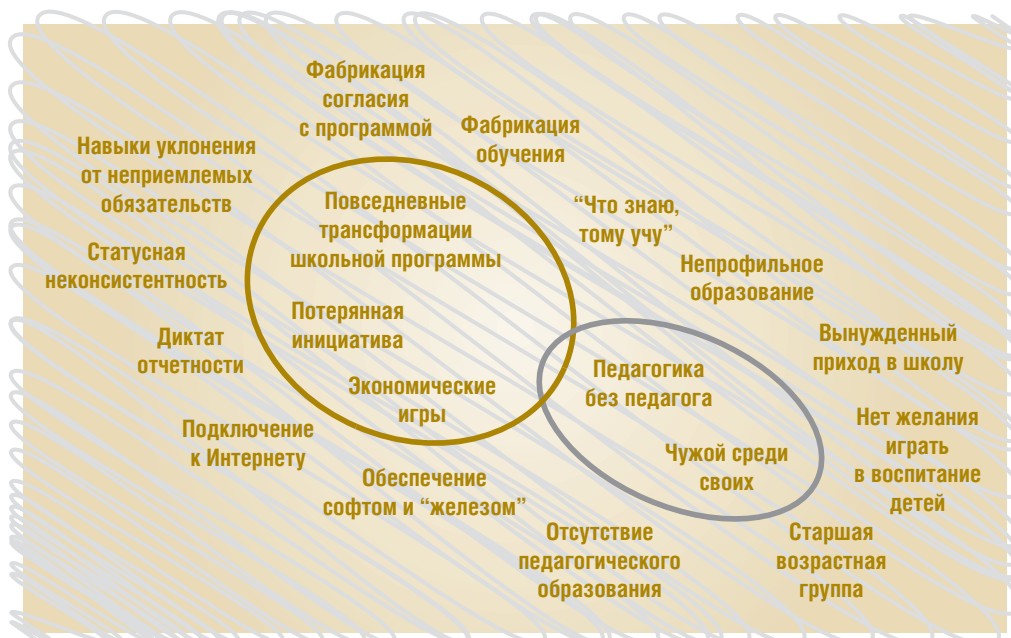 Фабрикация
согласия
с программой
Фабрикация
обучения
Навыки уклонения
от неприемлемых
обязательств
Повседневные
трансформации
школьной программы
“Что знаю,
тому учу”
Статусная
неконсистентность
Непрофильное
образование
Потерянная
инициатива
Диктат
отчетности
Вынужденный
приход в школу
Педагогика
без педагога
Экономические
игры
Нет желания
играть
в воспитание
детей
Подключение
к Интернету
Чужой среди
своих
Обеспечение
софтом и “железом”
Отсутствие
педагогического
образования
Старшая
возрастная
группа